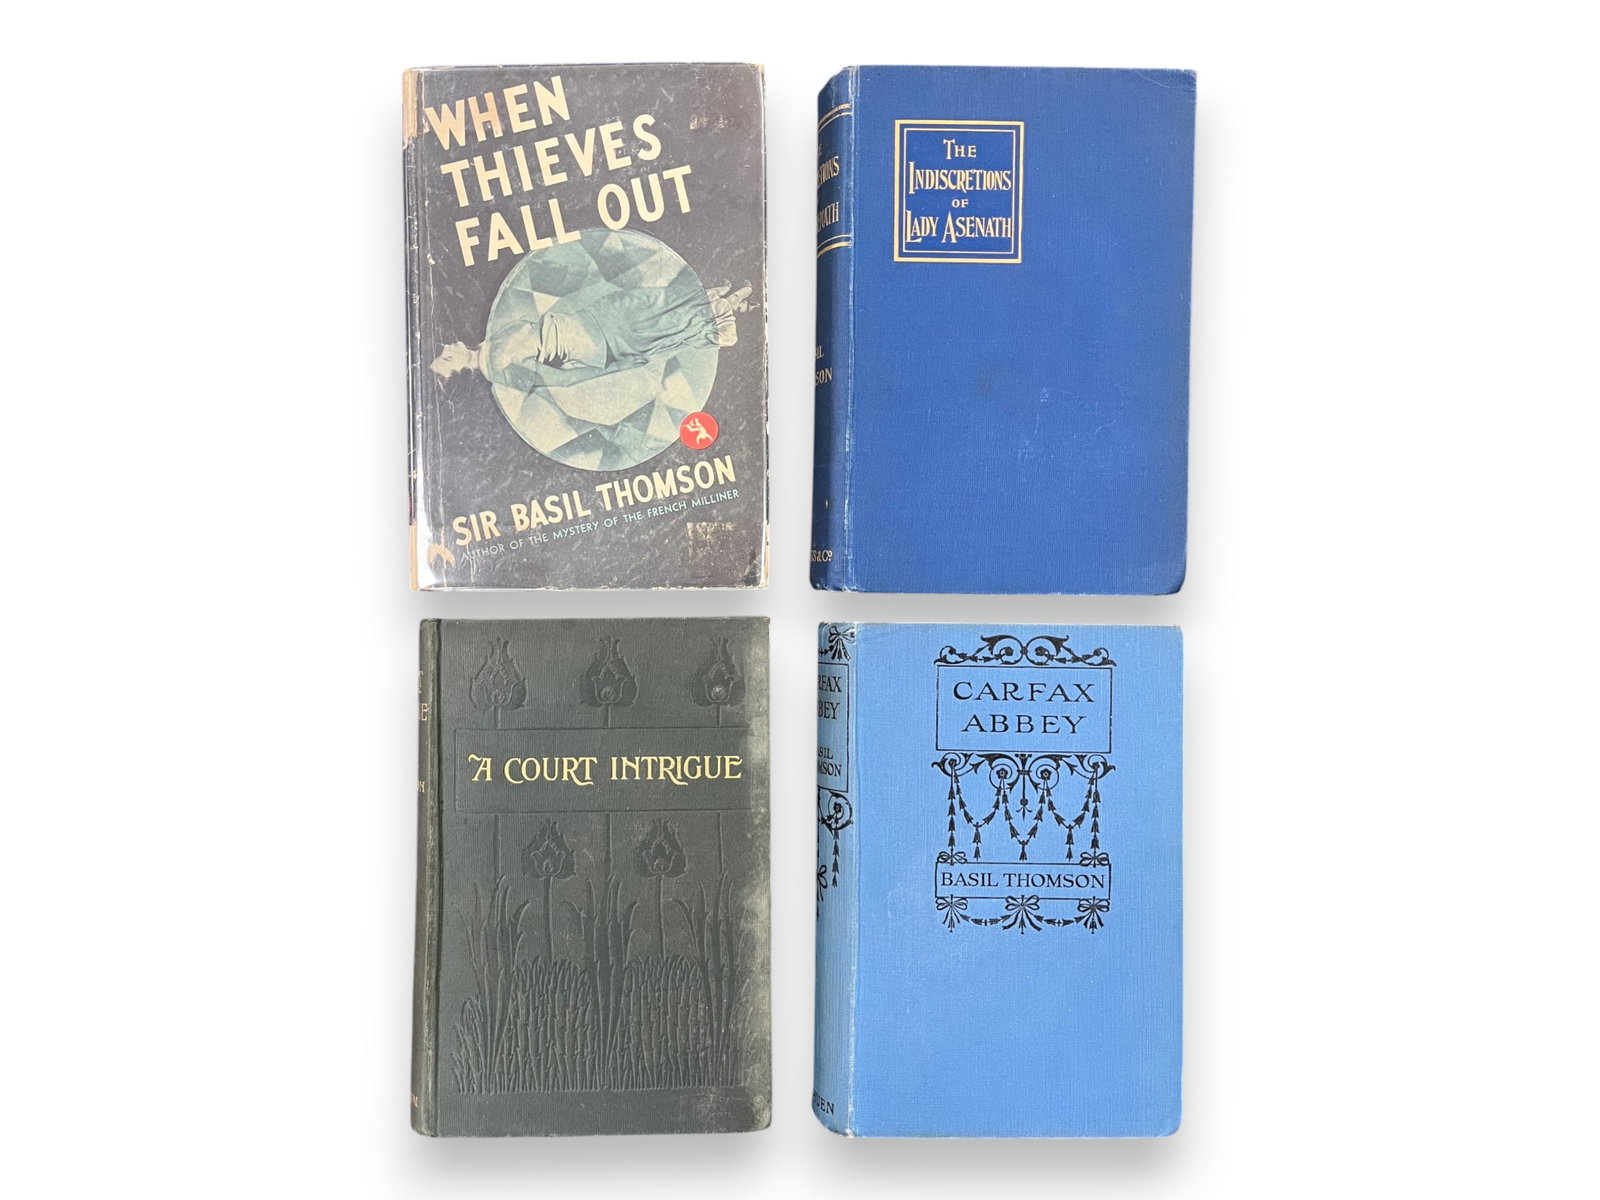 WHEN
THIEVES
FALL OUT
SIR BASIL THOMSON
AUTHOR OF THE MYSTERY OF THE FRENCH MILLINER
THE
INDISCRETIONS
OF
LADY ASENATH
& Co
A COURT INTRIGUE
CARFAX
ABBEY
BASIL THOMSON